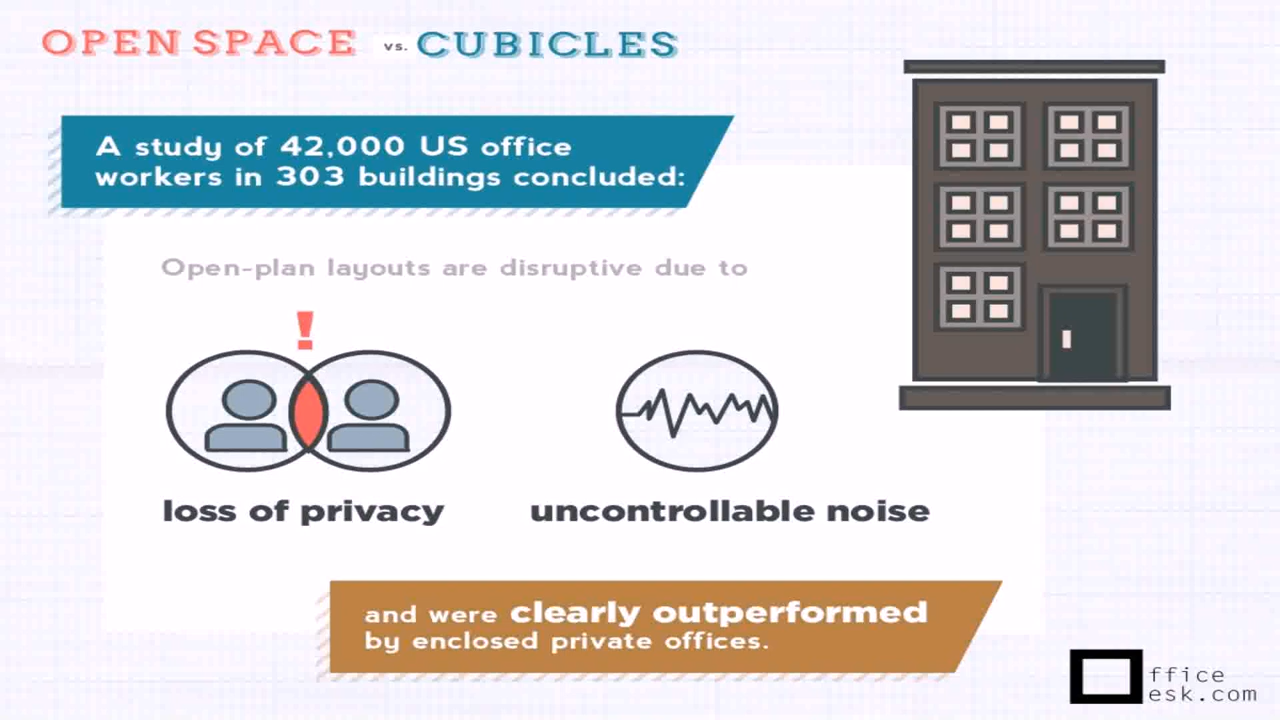 OPEN SPACE vs. CUBICLES
A study of 42,000 US office
workers in 303 buildings concluded:
Open-plan layouts are disruptive due to
!
loss of privacy
uncontrollable noise
and were clearly outperformed
by enclosed private offices.
ffice
esk.com